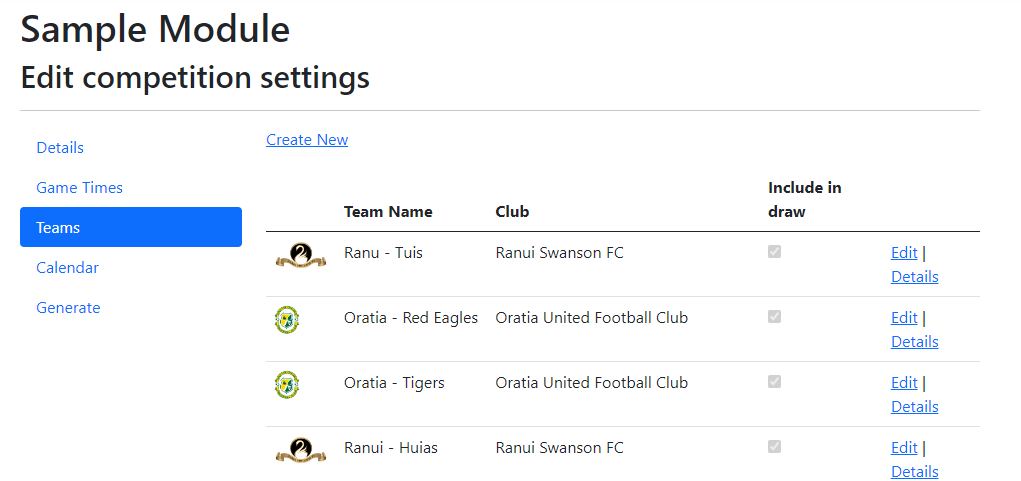 Sample Module
Edit competition settings
Details
Game Times
Teams
Calendar
Generate
Create New
Team Name Club Include in
draw
Ranu - Tuis Ranui Swanson FC Edit |
Details
Oratia - Red Eagles Oratia United Football Club Edit |
Details
Oratia - Tigers Oratia United Football Club Edit |
Details
Ranui - Huias Ranui Swanson FC Edit |
Details